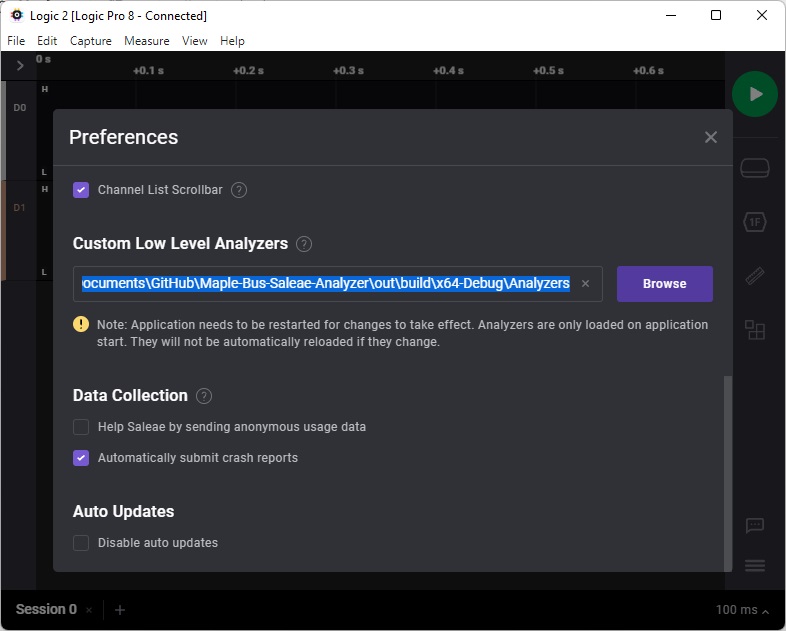 Logic 2 [Logic Pro 8 - Connected]
File Edit Capture Measure View Help
0 s
+0.1 s +0.2 s +0.3 s +0.4 s +0.5 s +0.6 s
H
D0
L
H
D1
L
Preferences
Channel List Scrollbar ?
Custom Low Level Analyzers ?
ocuments\GitHub\Maple-Bus-Saleae-Analyzer\out\build\x64-Debug\Analyzers
Browse
! Note: Application needs to be restarted for changes to take effect. Analyzers are only loaded on application
start. They will not be automatically reloaded if they change.
Data Collection ?
Help Saleae by sending anonymous usage data
Automatically submit crash reports
Auto Updates
Disable auto updates
1F
Session 0 × +
100 ms